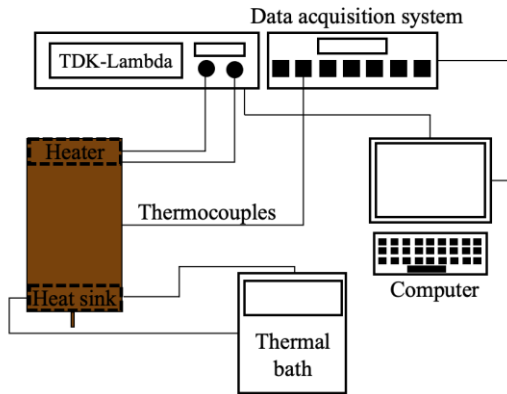 Data acquisition system
TDK-Lambda
Heater
Thermocouples
Heat sink
Computer
Thermal
bath